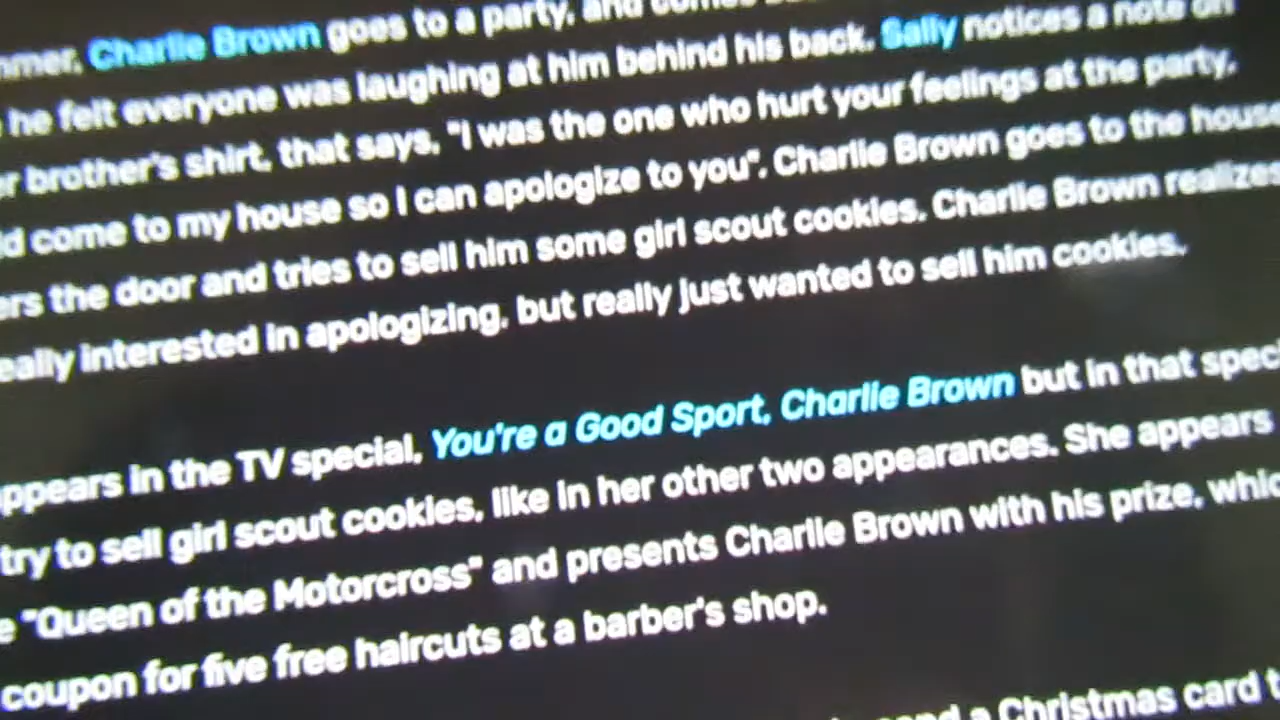 Charlie Brown goes to a party, and
he felt everyone was laughing at him behind his back. Sally notices a note on
brother's shirt, that says, "I was the one who hurt your feelings at the party,
come to my house so I can apologize to you". Charlie Brown goes to the house
the door and tries to sell him some girl scout cookies. Charlie Brown realizes
interested in apologizing, but really just wanted to sell him cookies.
in the TV special, You're a Good Sport, Charlie Brown but in that
try to sell girl scout cookies, like in her other two appearances. She appears
"Queen of the Motorcross" and presents Charlie Brown with his prize,
coupon for five free haircuts at a barber's shop.
a Christmas card